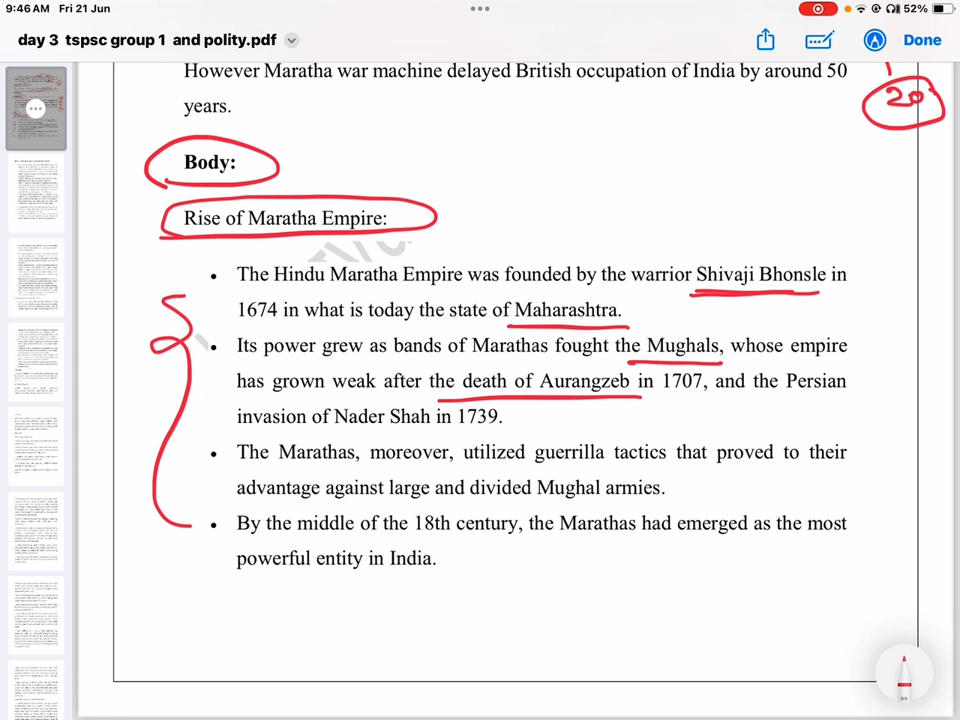 9:46 AM Fri 21 Jun
52%
day 3 tspsc group 1 and polity.pdf
Done
However Maratha war machine delayed British occupation of India by around 50
years.
20
Body:
Rise of Maratha Empire:
• The Hindu Maratha Empire was founded by the warrior Shivaji Bhonsle in
1674 in what is today the state of Maharashtra.
• Its power grew as bands of Marathas fought the Mughals, whose empire
has grown weak after the death of Aurangzeb in 1707, and the Persian
invasion of Nader Shah in 1739.
• The Marathas, moreover, utilized guerrilla tactics that proved to their
advantage against large and divided Mughal armies.
• By the middle of the 18th century, the Marathas had emerged as the most
powerful entity in India.